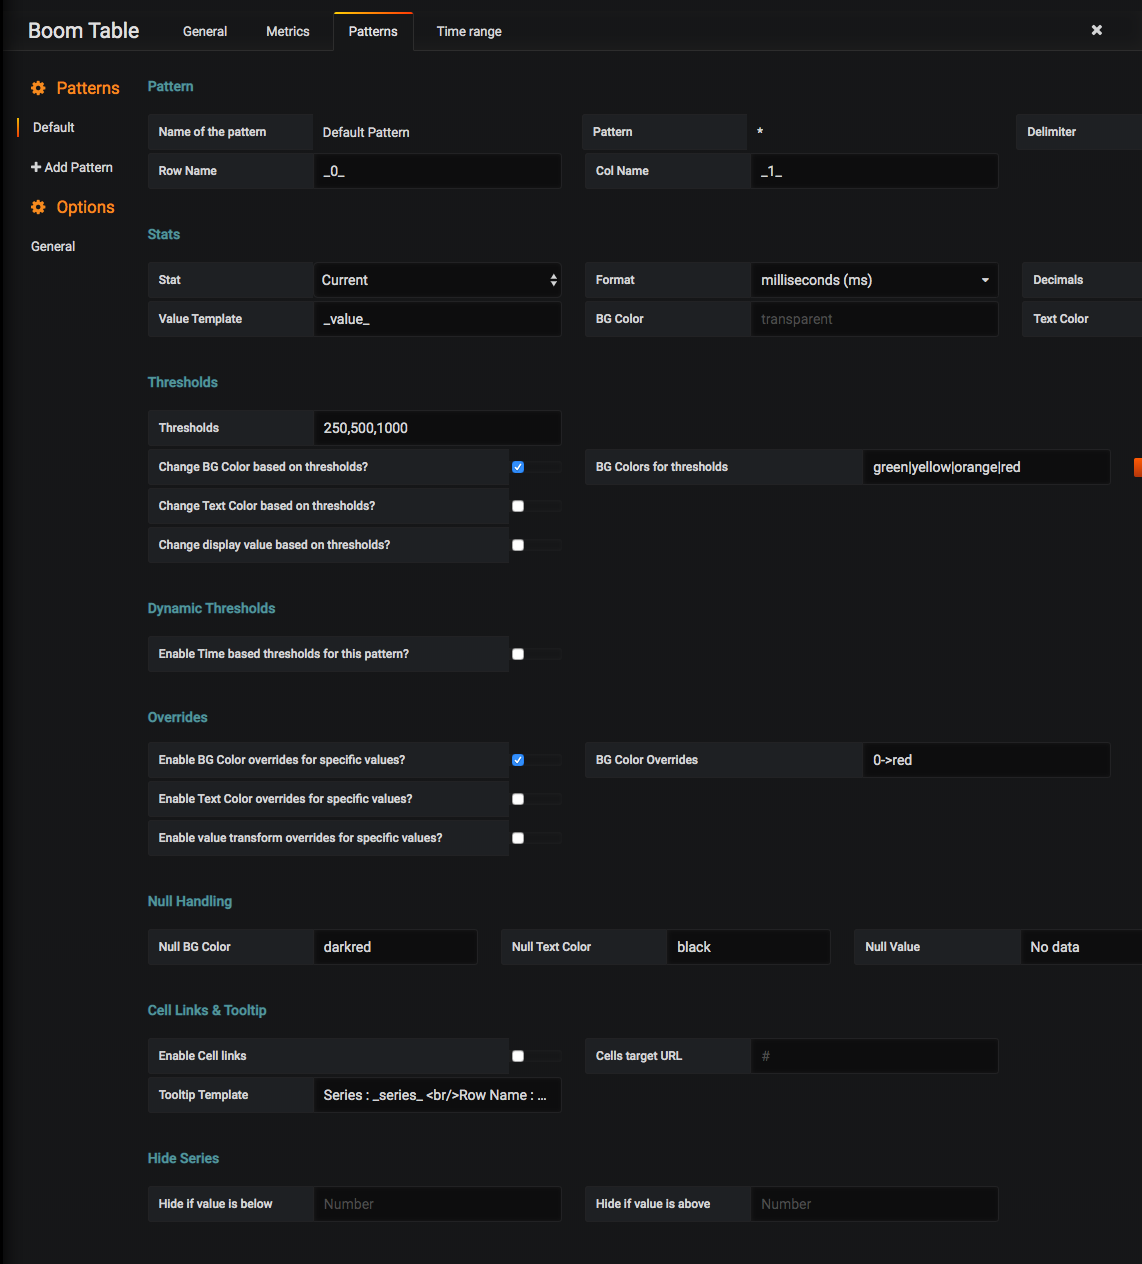 Boom Table General Metrics Patterns Time range
Patterns
Default
Add Pattern
Options
General
Pattern
Name of the pattern Default Pattern Pattern * Delimiter
Row Name _0_ Col Name _1_
Stats
Stat Current Format milliseconds (ms) Decimals
Value Template _value_ BG Color transparent Text Color
Thresholds
Thresholds 250,500,1000
Change BG Color based on thresholds? BG Colors for thresholds green|yellow|orange|red
Change Text Color based on thresholds?
Change display value based on thresholds?
Dynamic Thresholds
Enable Time based thresholds for this pattern?
Overrides
Enable BG Color overrides for specific values? BG Color Overrides 0->red
Enable Text Color overrides for specific values?
Enable value transform overrides for specific values?
Null Handling
Null BG Color darkred Null Text Color black Null Value No data
Cell Links & Tooltip
Enable Cell links Cells target URL #
Tooltip Template Series : _series_ <br/>Row Name : ...
Hide Series
Hide if value is below Number Hide if value is above Number